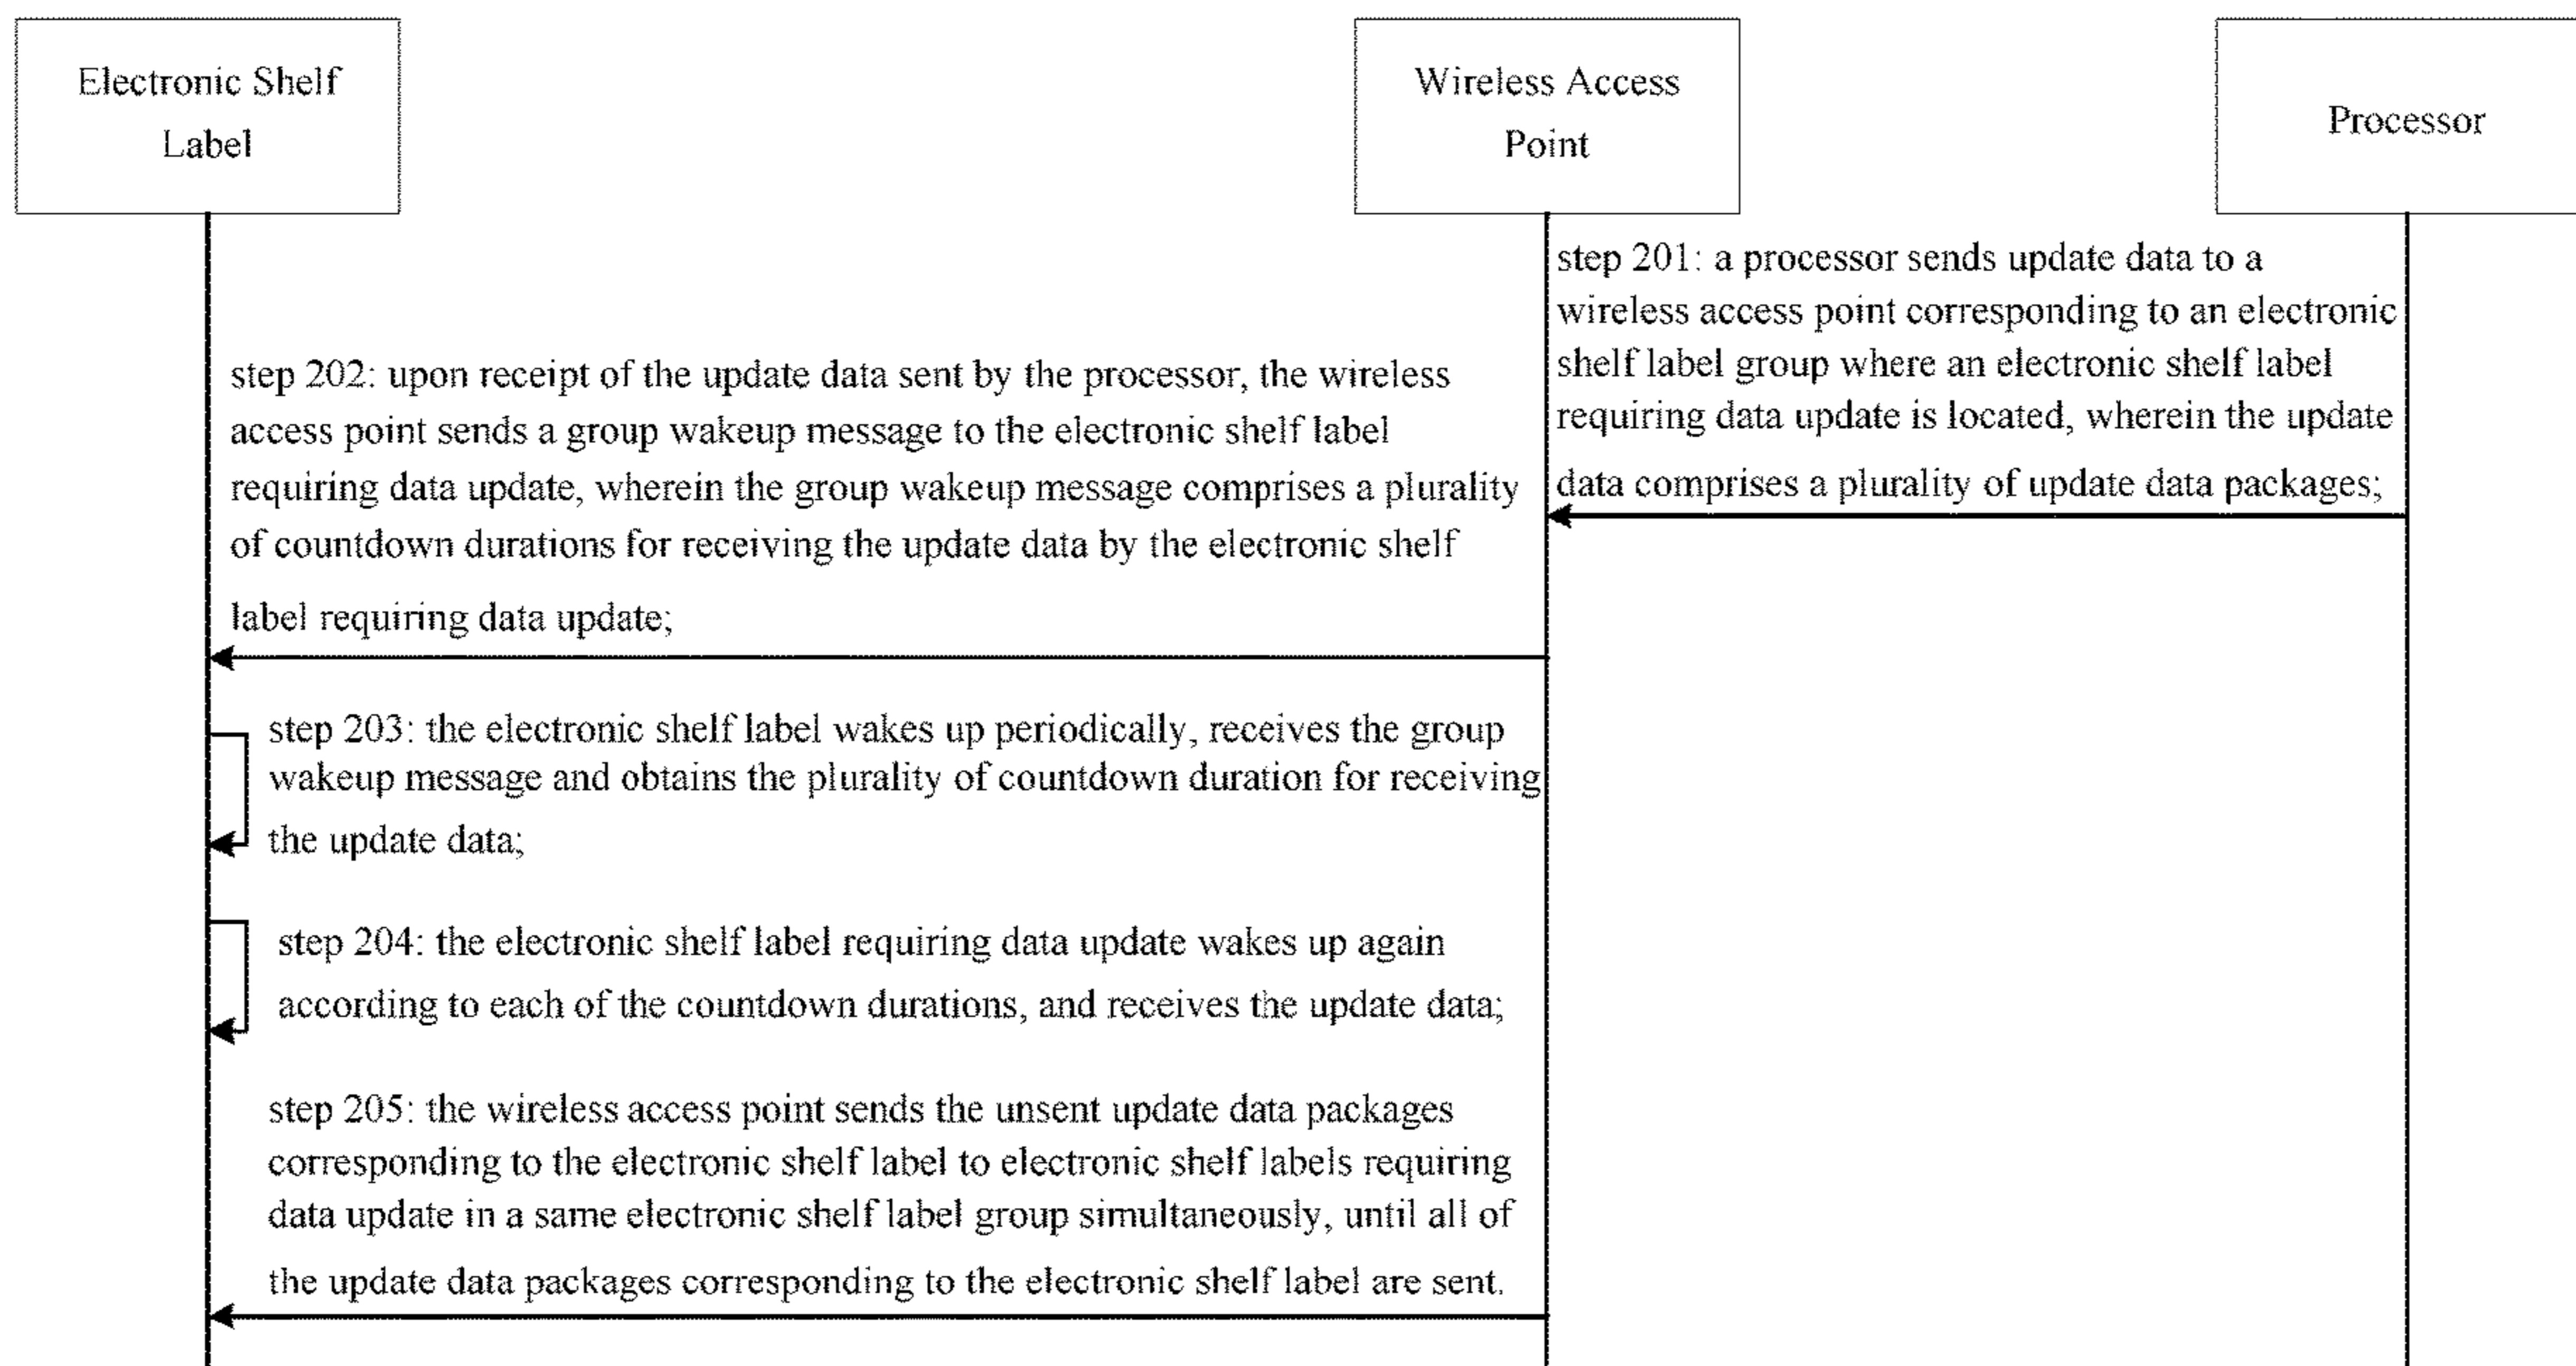 Electronic Shelf
Label
Wireless Access
Point
Processor
step 201: a processor sends update data to a
wireless access point corresponding to an electronic
shelf label group where an electronic shelf label
requiring data update is located, wherein the update
data comprises a plurality of update data packages;
step 202: upon receipt of the update data sent by the processor, the wireless
access point sends a group wakeup message to the electronic shelf label
requiring data update, wherein the group wakeup message comprises a plurality
of countdown durations for receiving the update data by the electronic shelf
label requiring data update;
step 203: the electronic shelf label wakes up periodically, receives the group
wakeup message and obtains the plurality of countdown duration for receiving
the update data;
step 204: the electronic shelf label requiring data update wakes up again
according to each of the countdown durations, and receives the update data;
step 205: the wireless access point sends the unsent update data packages
corresponding to the electronic shelf label to electronic shelf labels requiring
data update in a same electronic shelf label group simultaneously, until all of
the update data packages corresponding to the electronic shelf label are sent.